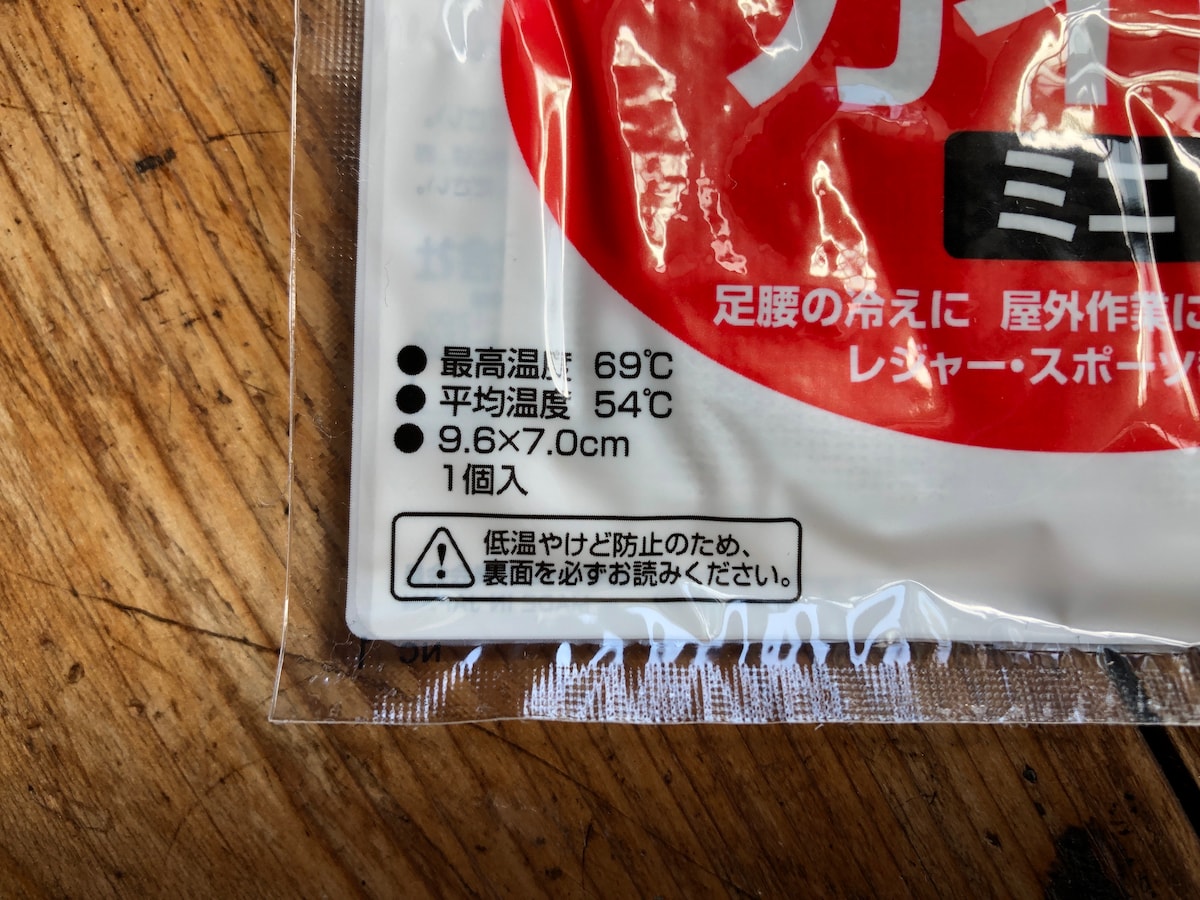 カイ
ミニ
足腰の冷えに 屋外作業に
レジャー・スポーツ
● 最高温度 69℃
● 平均温度 54℃
● 9.6×7.0cm
1個入
低温やけど防止のため、
裏面を必ずお読みください。